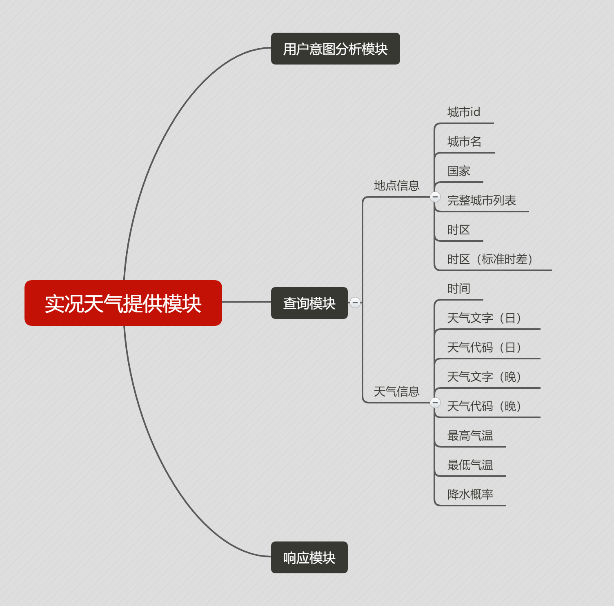 用户意图分析模块
城市id
城市名
国家
地点信息
完整城市列表
时区
时区（标准时差）
实况天气提供模块
查询模块
时间
天气文字（日）
天气代码（日）
天气文字（晚）
天气信息
天气代码（晚）
最高气温
最低气温
降水概率
响应模块